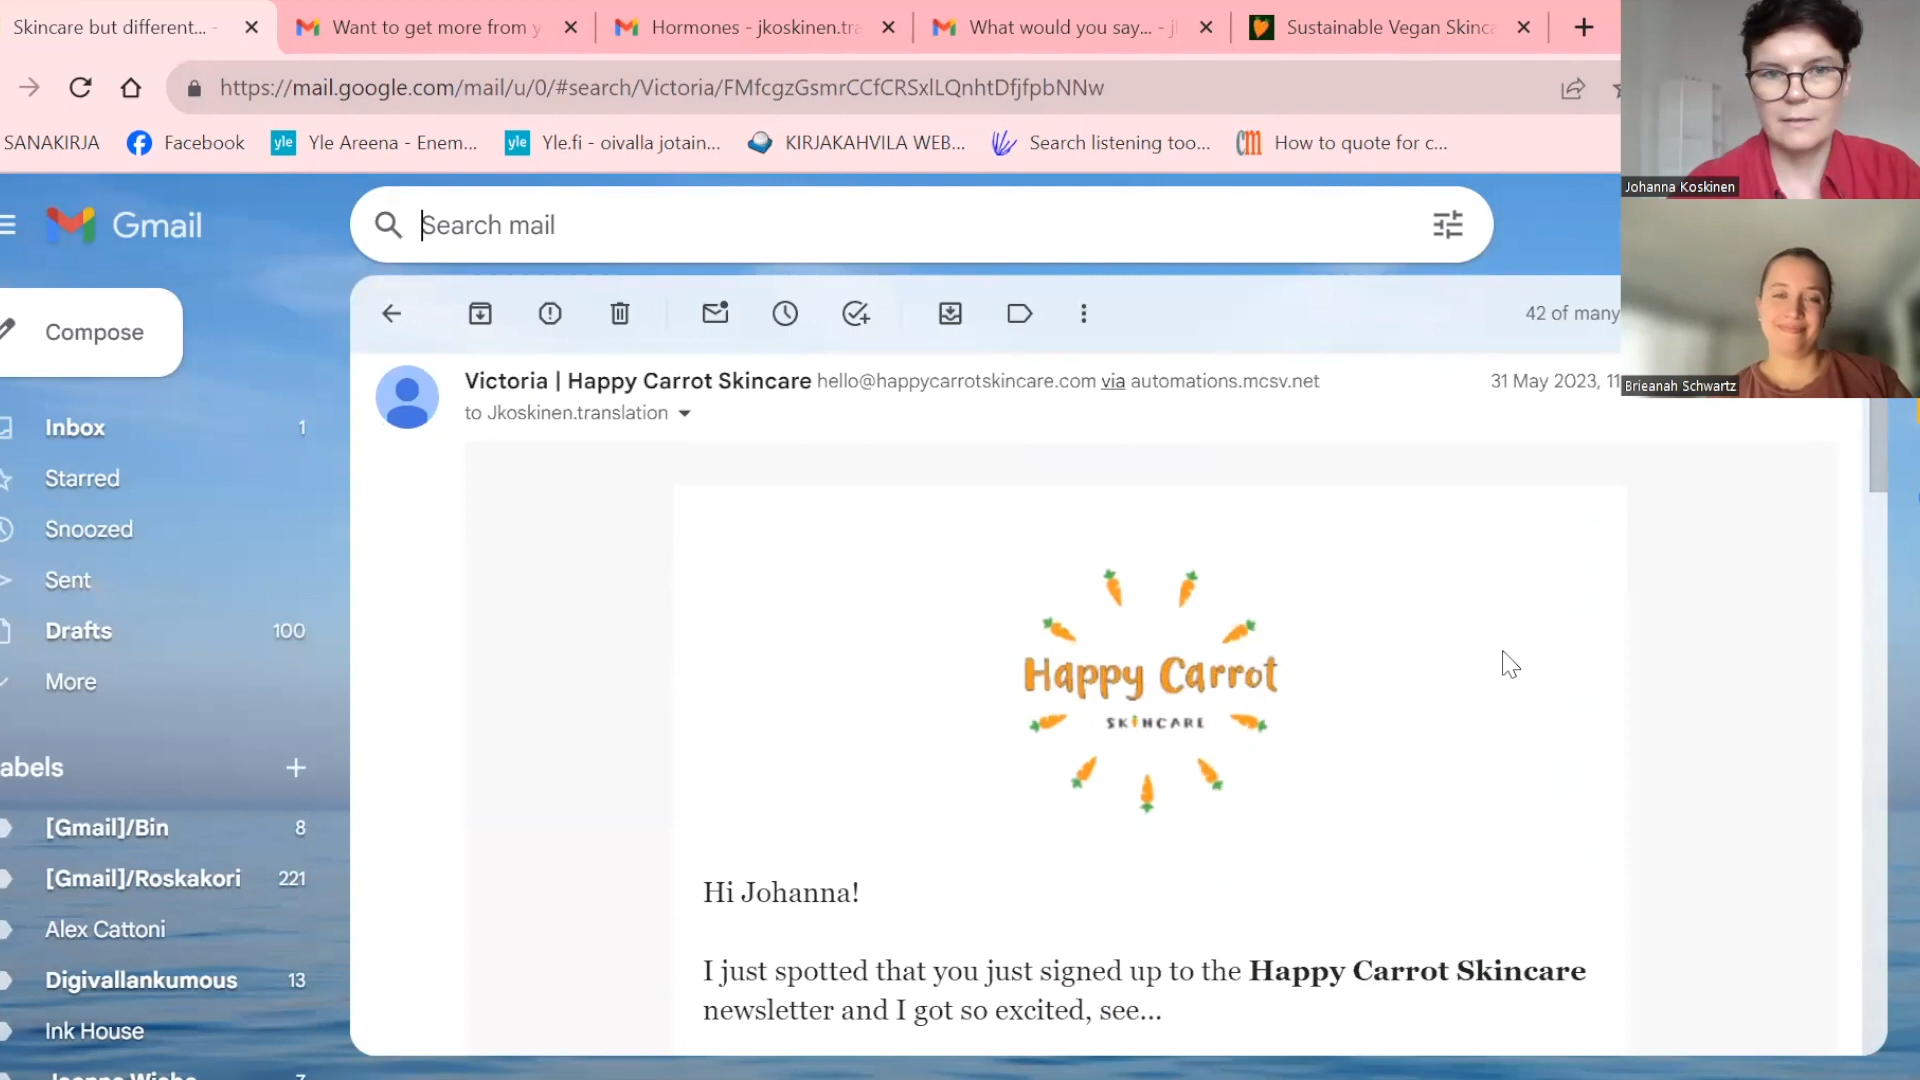 Skincare but different... -
Want to get more from y
Hormones - jkoskinen.tra
What would you say... - j
Sustainable Vegan Skinca
https://mail.google.com/mail/u/0/#search/Victoria/FMfcgzGsmrCCfCRSxlLQnhtDfjfpbNNw
SANAKIRJA
Facebook
yle
Yle Areena - Enem...
yle
Yle.fi - oivalla jotain...
KIRJAKAHVILA WEB...
Search listening too...
How to quote for c...
Johanna Koskinen
Brieanah Schwartz
Gmail
Search mail
Compose
42 of many
Victoria | Happy Carrot Skincare hello@happycarrotskincare.com via automations.mcsv.net
31 May 2023, 11
to Jkoskinen.translation
Inbox 1
Starred
Snoozed
Sent
Drafts 100
More
abels
[Gmail]/Bin 8
[Gmail]/Roskakori 221
Alex Cattoni
Digivallankumous 13
Ink House
Happy Carrot
SKINCARE
Hi Johanna!
I just spotted that you just signed up to the Happy Carrot Skincare
newsletter and I got so excited, see...